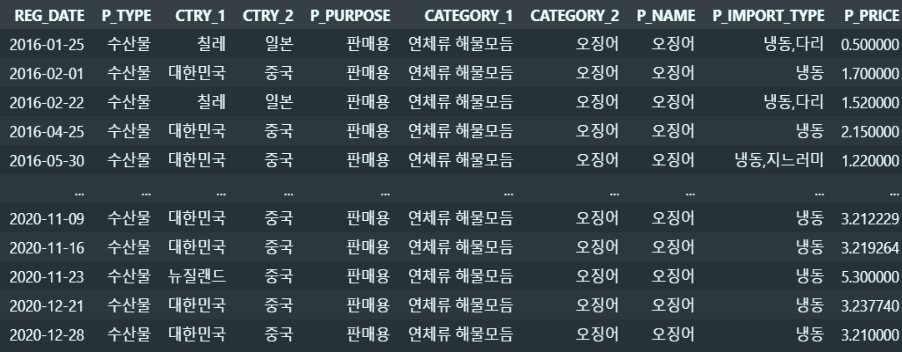 REG_DATE P_TYPE CTRY_1 CTRY_2 P_PURPOSE CATEGORY_1 CATEGORY_2 P_NAME P_IMPORT_TYPE P_PRICE
2016-01-25 수산물 칠레 일본 판매용 연체류 해물모듬 오징어 오징어 냉동,다리 0.500000
2016-02-01 수산물 대한민국 중국 판매용 연체류 해물모듬 오징어 오징어 냉동 1.700000
2016-02-22 수산물 칠레 일본 판매용 연체류 해물모듬 오징어 오징어 냉동,다리 1.520000
2016-04-25 수산물 대한민국 중국 판매용 연체류 해물모듬 오징어 오징어 냉동 2.150000
2016-05-30 수산물 대한민국 중국 판매용 연체류 해물모듬 오징어 오징어 냉동,지느러미 1.220000
... ... ... ... ... ... ... ... ... ...
2020-11-09 수산물 대한민국 중국 판매용 연체류 해물모듬 오징어 오징어 냉동 3.212229
2020-11-16 수산물 대한민국 중국 판매용 연체류 해물모듬 오징어 오징어 냉동 3.219264
2020-11-23 수산물 뉴질랜드 중국 판매용 연체류 해물모듬 오징어 오징어 냉동 5.300000
2020-12-21 수산물 대한민국 중국 판매용 연체류 해물모듬 오징어 오징어 냉동 3.237740
2020-12-28 수산물 대한민국 중국 판매용 연체류 해물모듬 오징어 오징어 냉동 3.210000